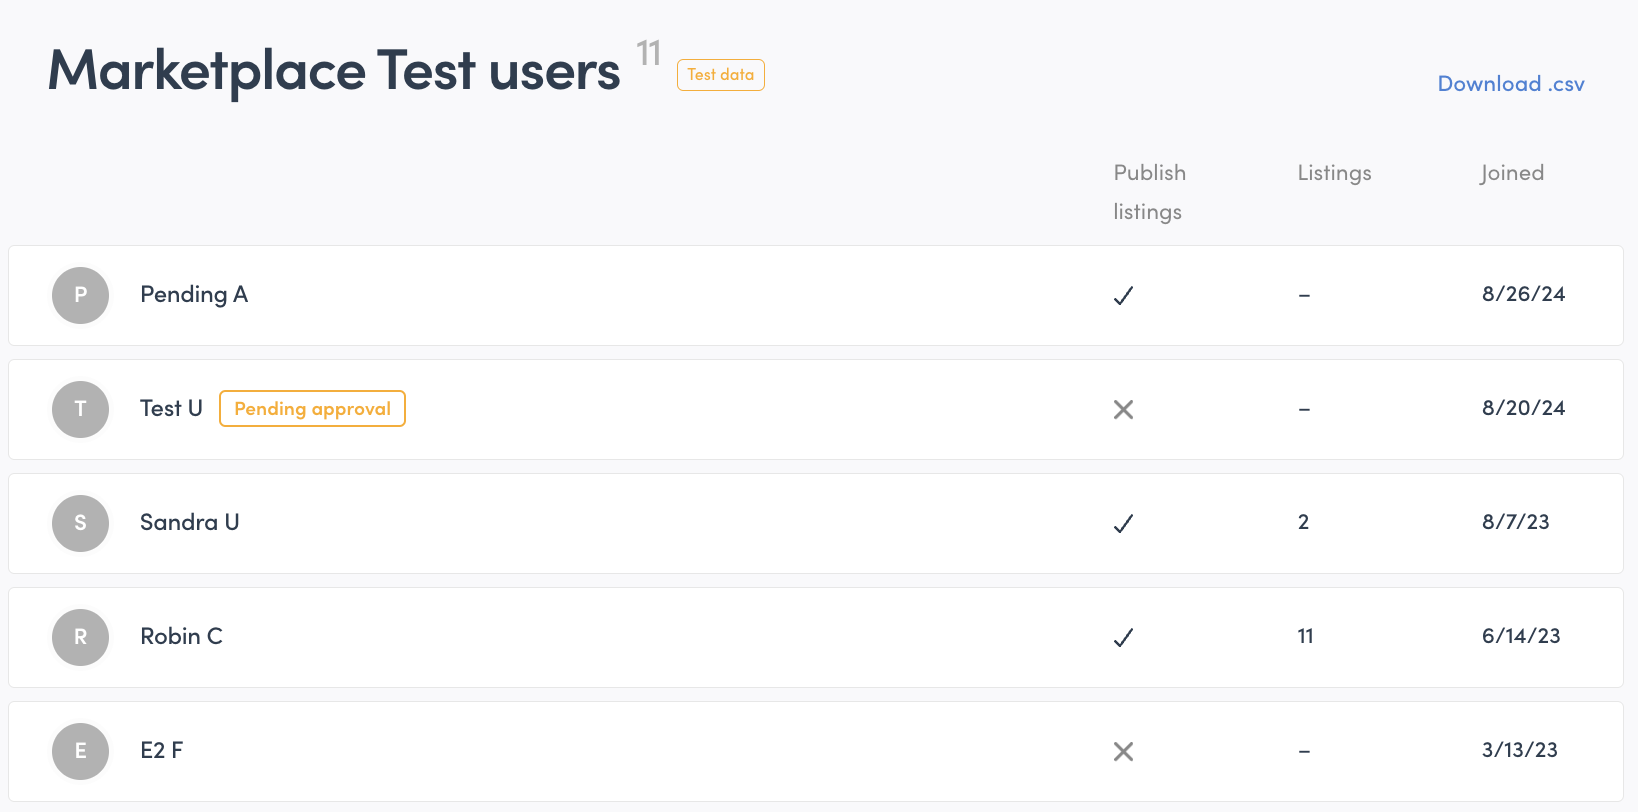 Marketplace Test users 11 Test data
Download .csv
Publish listings Listings Joined
P Pending A – 8/26/24
T Test U Pending approval – 8/20/24
S Sandra U 2 8/7/23
R Robin C 11 6/14/23
E E2 F – 3/13/23